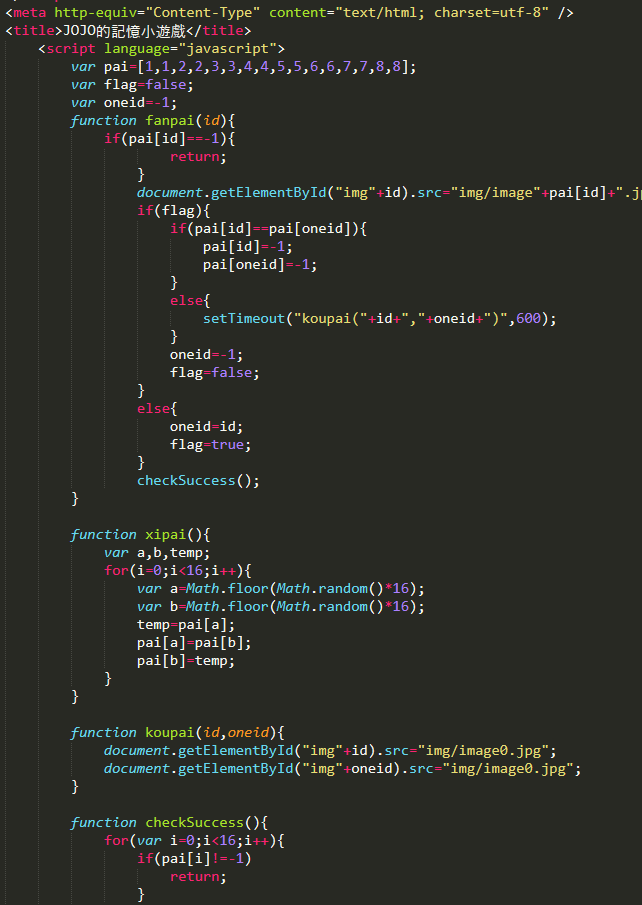 <meta http-equiv="Content-Type" content="text/html; charset=utf-8" />
<title>JOJO的記憶小遊戲</title>
<script language="javascript">
var pai=[1,1,2,2,3,3,4,4,5,5,6,6,7,7,8,8];
var flag=false;
var oneid=-1;
function fanpai(id){
if(pai[id]==-1){
return;
}
document.getElementById("img"+id).src="img/image"+pai[id]+".j
if(flag){
if(pai[id]==pai[oneid]){
pai[id]=-1;
pai[oneid]=-1;
}
else{
setTimeout("koupai("+id+","+oneid+")",600);
}
oneid=-1;
flag=false;
}
else{
oneid=id;
flag=true;
}
checkSuccess();
}
function xipai(){
var a,b,temp;
for(i=0;i<16;i++){
var a=Math.floor(Math.random()*16);
var b=Math.floor(Math.random()*16);
temp=pai[a];
pai[a]=pai[b];
pai[b]=temp;
}
}
function koupai(id,oneid){
document.getElementById("img"+id).src="img/image0.jpg";
document.getElementById("img"+oneid).src="img/image0.jpg";
}
function checkSuccess(){
for(var i=0;i<16;i++){
if(pai[i]!=-1)
return;
}